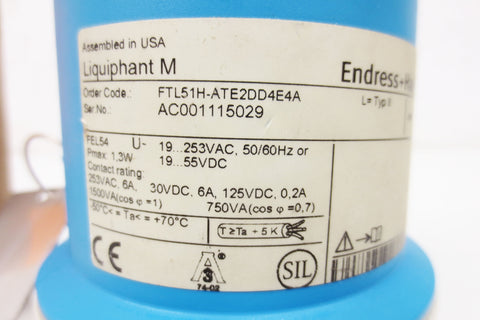 Assembled in USA
Liquiphant M
Endress+Ha
Order Code.: FTL51H-ATE2DD4E4A
L= Typ II
Ser No.: AC001115029
FEL54 U~ 19...253VAC, 50/60Hz or
Pmax: 1,3W 19...55VDC
Contact rating:
253VAC, 6A, 30VDC, 6A, 125VDC, 0,2A
1500VA(cos φ =1) 750VA(cos φ =0,7)
-50°C< = Ta< = +70°C
T ≥Ta + 5 K
CE
A
3
®
74-02
SIL